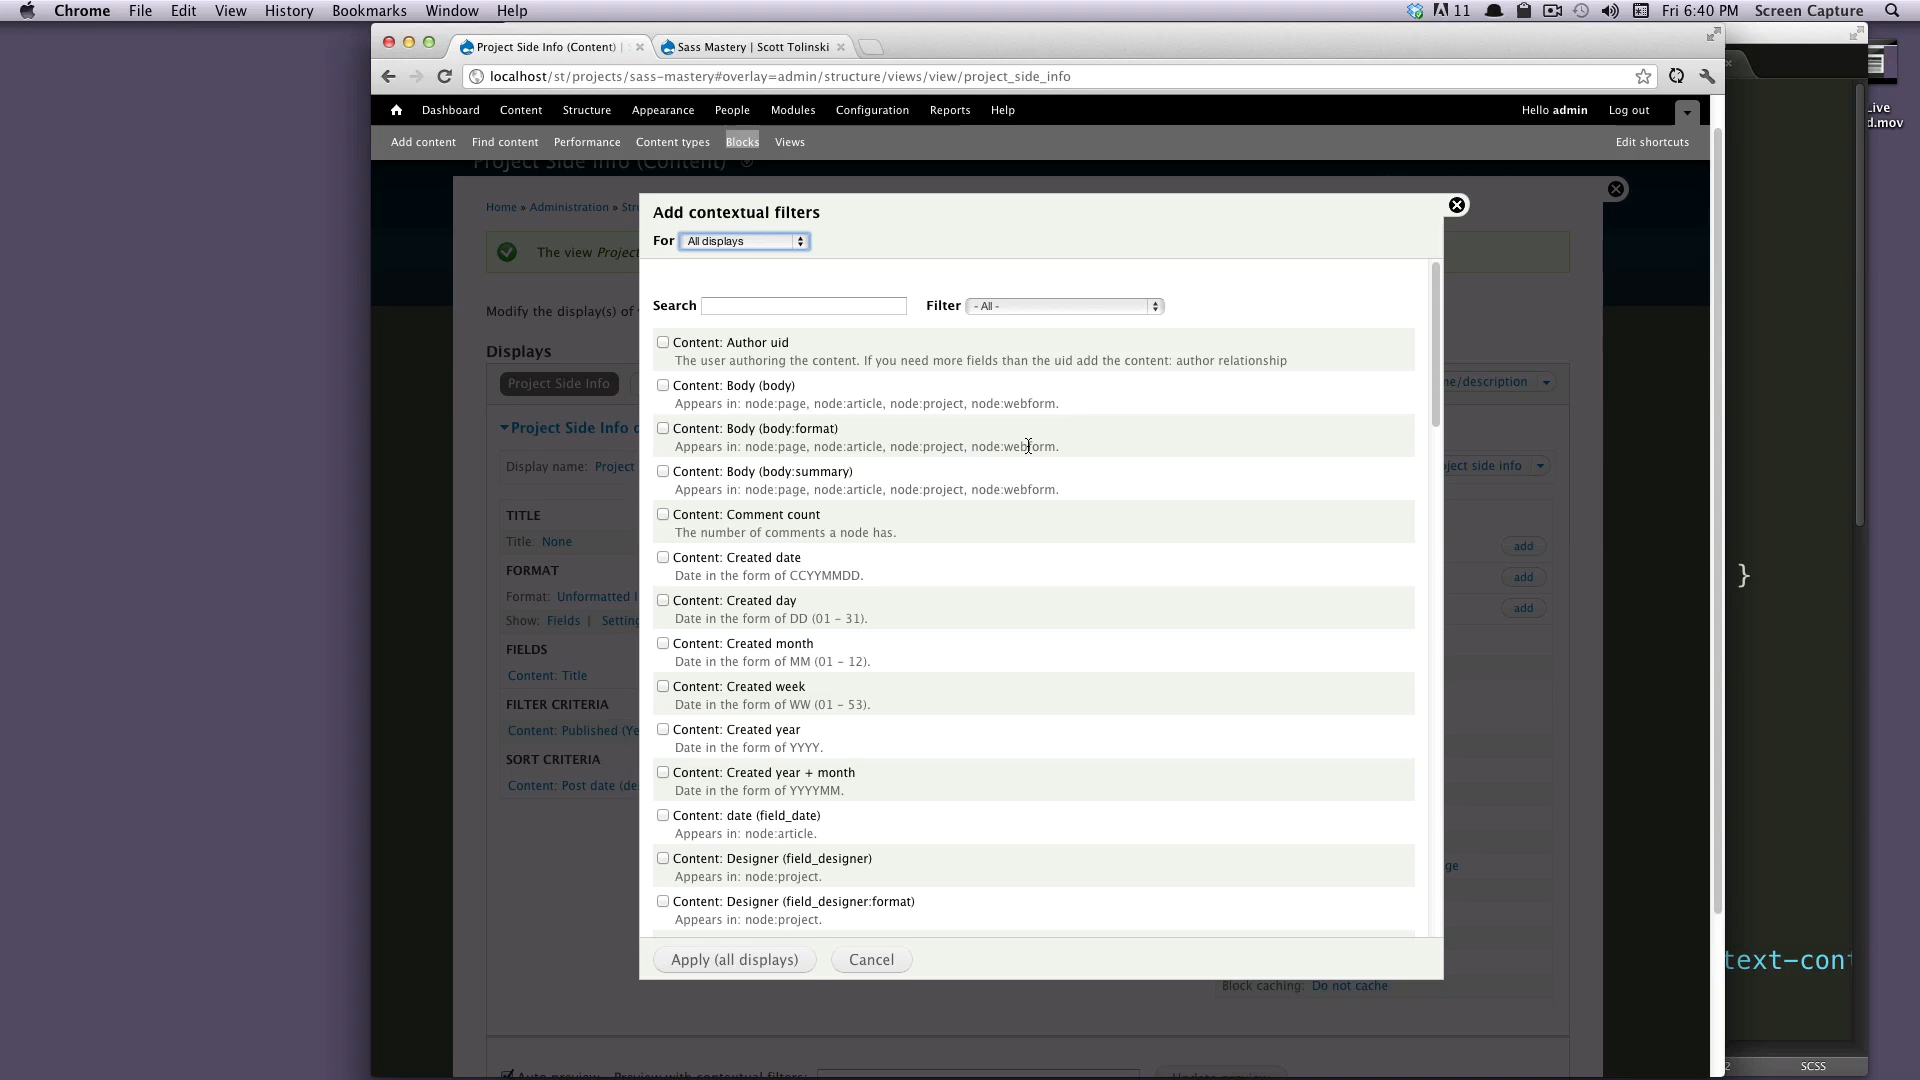 Chrome File Edit View History Bookmarks Window Help 11 Fri 6:40 PM Screen Capture
Project Side Info (Content) | Sass Mastery | Scott Tolinski
localhost/st/projects/sass-mastery#overlay=admin/structure/views/view/project_side_info
Dashboard Content Structure Appearance People Modules Configuration Reports Help Hello admin Log out
Live
d.mov
Add content Find content Performance Content types Blocks Views Edit shortcuts
Project Side Info (Content)
Home » Administration » Str
The view Projec
Modify the display(s) of
Displays
Project Side Info
me/description
Project Side Info d
Display name: Project
ject side info
TITLE
Title: None
add
FORMAT
Format: Unformatted l
add
Show: Fields | Settin
add
FIELDS
Content: Title
FILTER CRITERIA
Content: Published (Ye
SORT CRITERIA
Content: Post date (de
ge
Block caching: Do not cache
Auto preview Preview with contextual filters: Update preview
Add contextual filters
For All displays
Search Filter - All -
Content: Author uid
The user authoring the content. If you need more fields than the uid add the content: author relationship
Content: Body (body)
Appears in: node:page, node:article, node:project, node:webform.
Content: Body (body:format)
Appears in: node:page, node:article, node:project, node:webform.
Content: Body (body:summary)
Appears in: node:page, node:article, node:project, node:webform.
Content: Comment count
The number of comments a node has.
Content: Created date
Date in the form of CCYYMMDD.
Content: Created day
Date in the form of DD (01 - 31).
Content: Created month
Date in the form of MM (01 - 12).
Content: Created week
Date in the form of WW (01 - 53).
Content: Created year
Date in the form of YYYY.
Content: Created year + month
Date in the form of YYYYMM.
Content: date (field_date)
Appears in: node:article.
Content: Designer (field_designer)
Appears in: node:project.
Content: Designer (field_designer:format)
Appears in: node:project.
Apply (all displays) Cancel
}
text-cont
2 SCSS